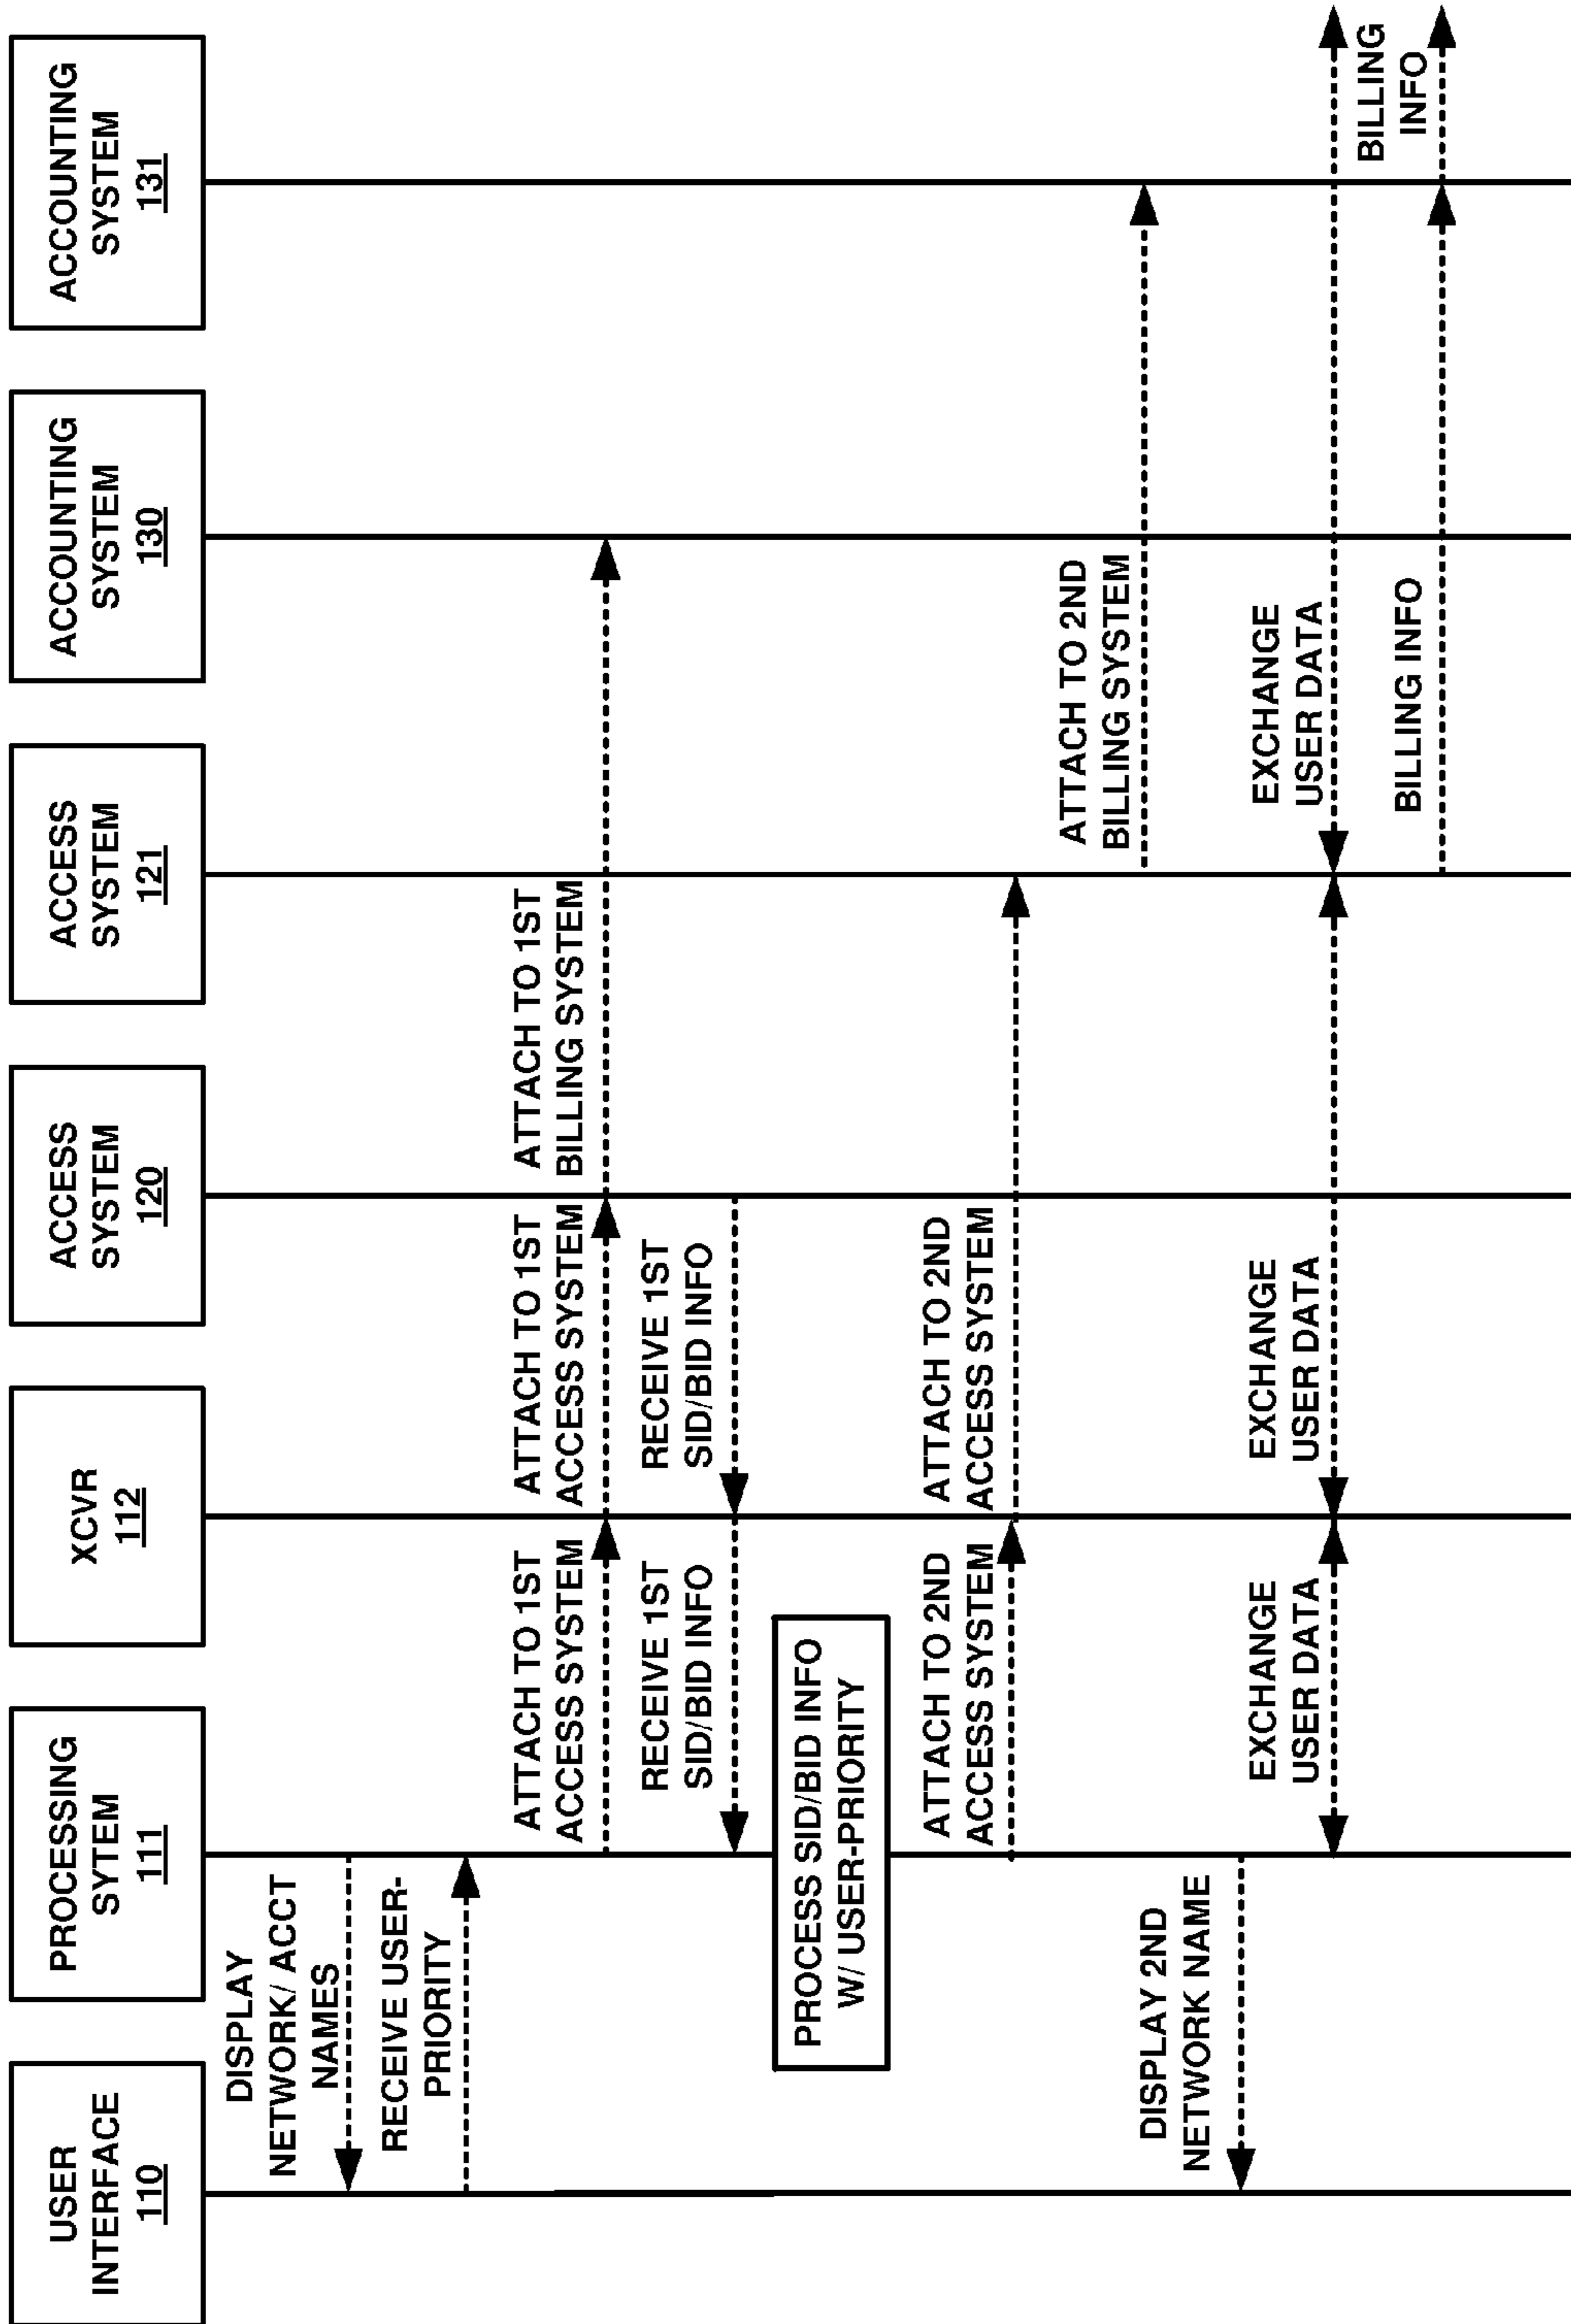 USER
INTERFACE
110
PROCESSING
SYTEM
111
XCVR
112
ACCESS
SYSTEM
120
ACCESS
SYSTEM
121
ACCOUNTING
SYSTEM
130
ACCOUNTING
SYSTEM
131
DISPLAY
NETWORK/ ACCT
NAMES
RECEIVE USER-
PRIORITY
ATTACH TO 1ST
ACCESS SYSTEM
ATTACH TO 1ST
ACCESS SYSTEM
ATTACH TO 1ST
BILLING SYSTEM
RECEIVE 1ST
SID/BID INFO
RECEIVE 1ST
SID/BID INFO
PROCESS SID/BID INFO
W/ USER-PRIORITY
ATTACH TO 2ND
ACCESS SYSTEM
ATTACH TO 2ND
ACCESS SYSTEM
ATTACH TO 2ND
BILLING SYSTEM
DISPLAY 2ND
NETWORK NAME
EXCHANGE
USER DATA
EXCHANGE
USER DATA
EXCHANGE
USER DATA
BILLING INFO
BILLING
INFO